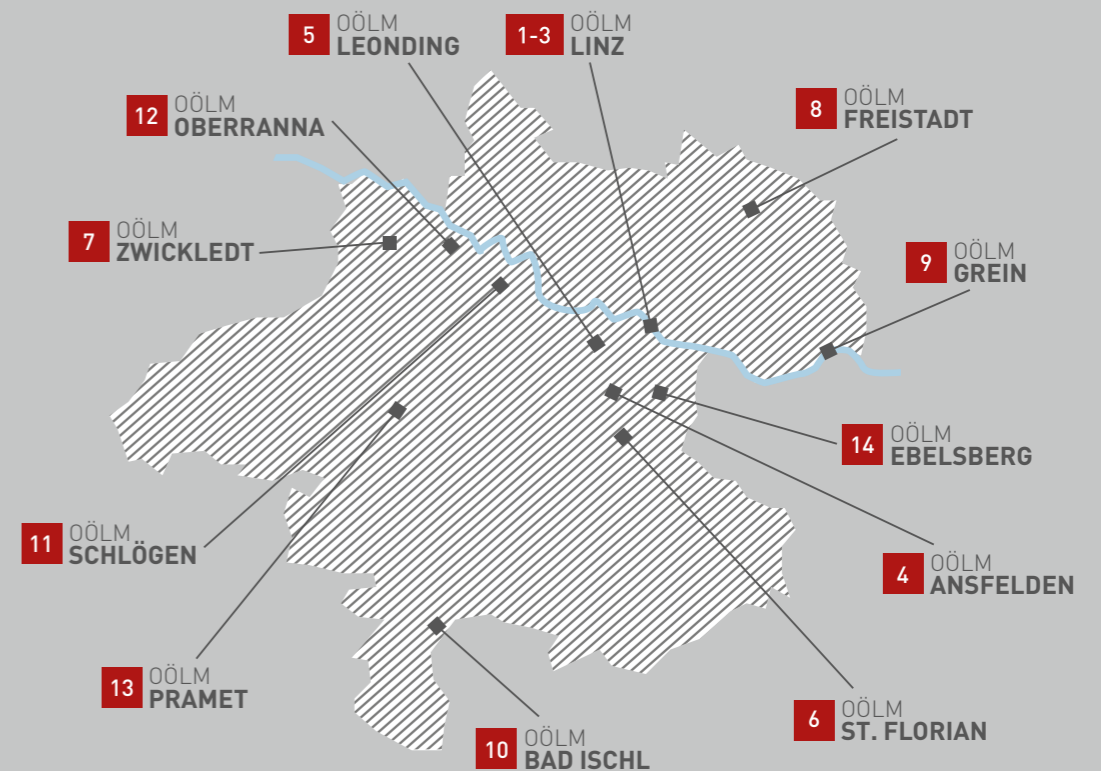 5 OÖLM
LEONDING
1-3 OÖLM
LINZ
12 OÖLM
OBERRANNA
8 OÖLM
FREISTADT
7 OÖLM
ZWICKLEDT
9 OÖLM
GREIN
14 OÖLM
EBELSBERG
11 OÖLM
SCHLÖGEN
4 OÖLM
ANSFELDEN
13 OÖLM
PRAMET
6 OÖLM
ST. FLORIAN
10 OÖLM
BAD ISCHL